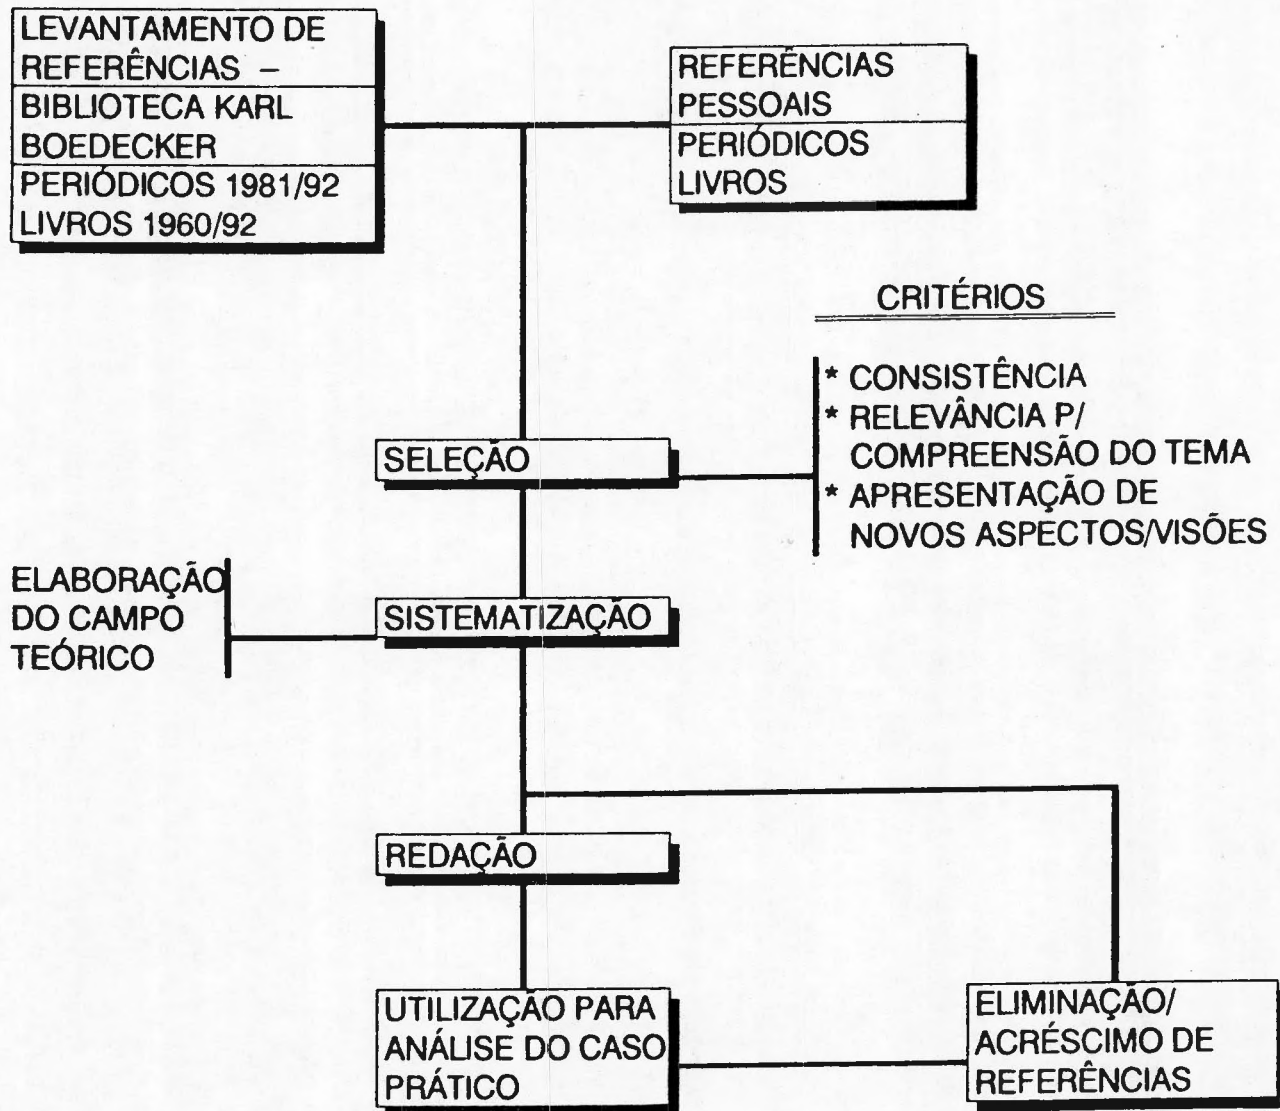 LEVANTAMENTO DE
REFERÊNCIAS –
BIBLIOTECA KARL
BOEDECKER
PERIÓDICOS 1981/92
LIVROS 1960/92
REFERÊNCIAS
PESSOAIS
PERIÓDICOS
LIVROS
CRITÉRIOS
* CONSISTÊNCIA
* RELEVÂNCIA P/
COMPREENSÃO DO TEMA
* APRESENTAÇÃO DE
NOVOS ASPECTOS/VISÕES
SELEÇÃO
ELABORAÇÃO
DO CAMPO
TEÓRICO
SISTEMATIZAÇÃO
REDAÇÃO
UTILIZAÇÃO PARA
ANÁLISE DO CASO
PRÁTICO
ELIMINAÇÃO/
ACRÉSCIMO DE
REFERÊNCIAS